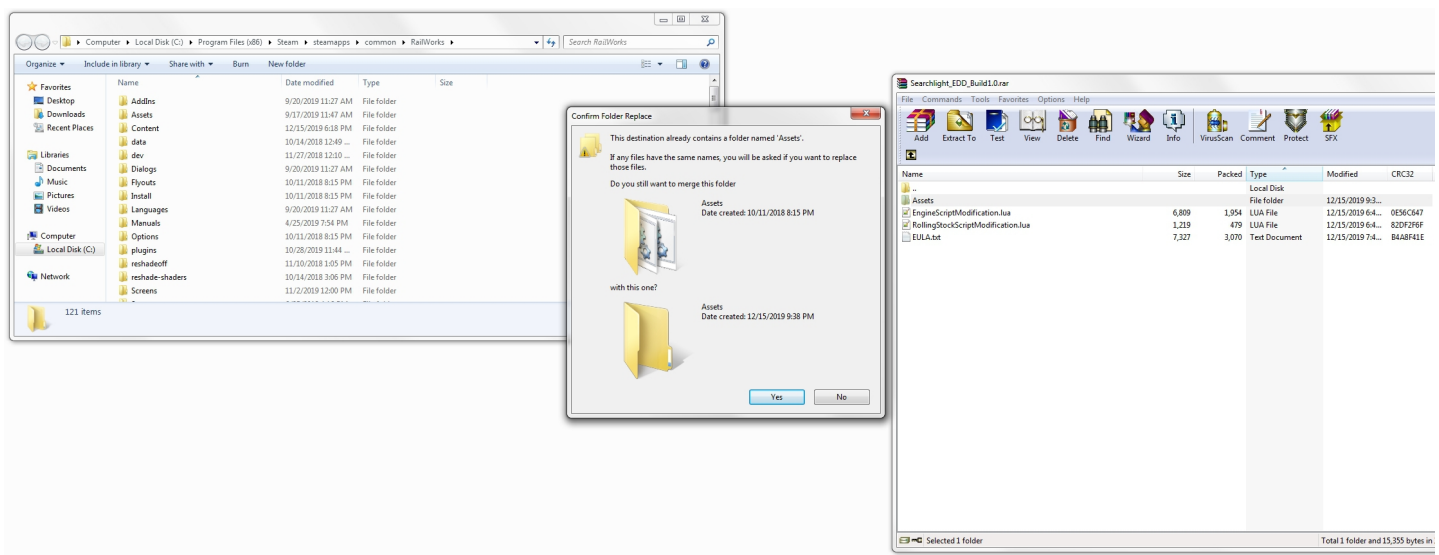 Computer Local Disk (C:) Program Files (x86) Steam steamapps common RailWorks
Search RailWorks
Organize Include in library Share with Burn New folder
Favorites
Desktop
Downloads
Recent Places
Libraries
Documents
Music
Pictures
Videos
Computer
Local Disk (C:)
Network
Name Date modified Type Size
AddIns 9/20/2019 11:27 AM File folder
Assets 9/17/2019 11:47 AM File folder
Content 12/15/2019 6:18 PM File folder
data 10/14/2018 12:49 ... File folder
dev 11/27/2018 12:10 ... File folder
Dialogs 9/20/2019 11:27 AM File folder
Flyouts 10/11/2018 8:15 PM File folder
Install 10/11/2018 8:15 PM File folder
Languages 9/20/2019 11:27 AM File folder
Manuals 4/25/2019 7:54 PM File folder
Options 10/11/2018 8:15 PM File folder
plugins 10/28/2019 11:44 ... File folder
reshadeoff 11/10/2018 1:05 PM File folder
reshade-shaders 10/14/2018 3:06 PM File folder
Screens 11/2/2019 12:00 PM File folder
121 items
Confirm Folder Replace
This destination already contains a folder named 'Assets'.
If any files have the same names, you will be asked if you want to replace
those files.
Do you still want to merge this folder
Assets
Date created: 10/11/2018 8:15 PM
with this one?
Assets
Date created: 12/15/2019 9:38 PM
Yes No
Searchlight_EDD_Build1.0.rar
File Commands Tools Favorites Options Help
Add Extract To Test View Delete Find Wizard Info VirusScan Comment Protect SFX
Name Size Packed Type Modified CRC32
.. Local Disk
Assets File folder 12/15/2019 9:3...
EngineScriptModification.lua 6,809 1,954 LUA File 12/15/2019 6:4... 0E56C647
RollingStockScriptModification.lua 1,219 479 LUA File 12/15/2019 6:4... 82DF2F6F
EULA.txt 7,327 3,070 Text Document 12/15/2019 7:4... B4A8F41E
Selected 1 folder Total 1 folder and 15,355 bytes in